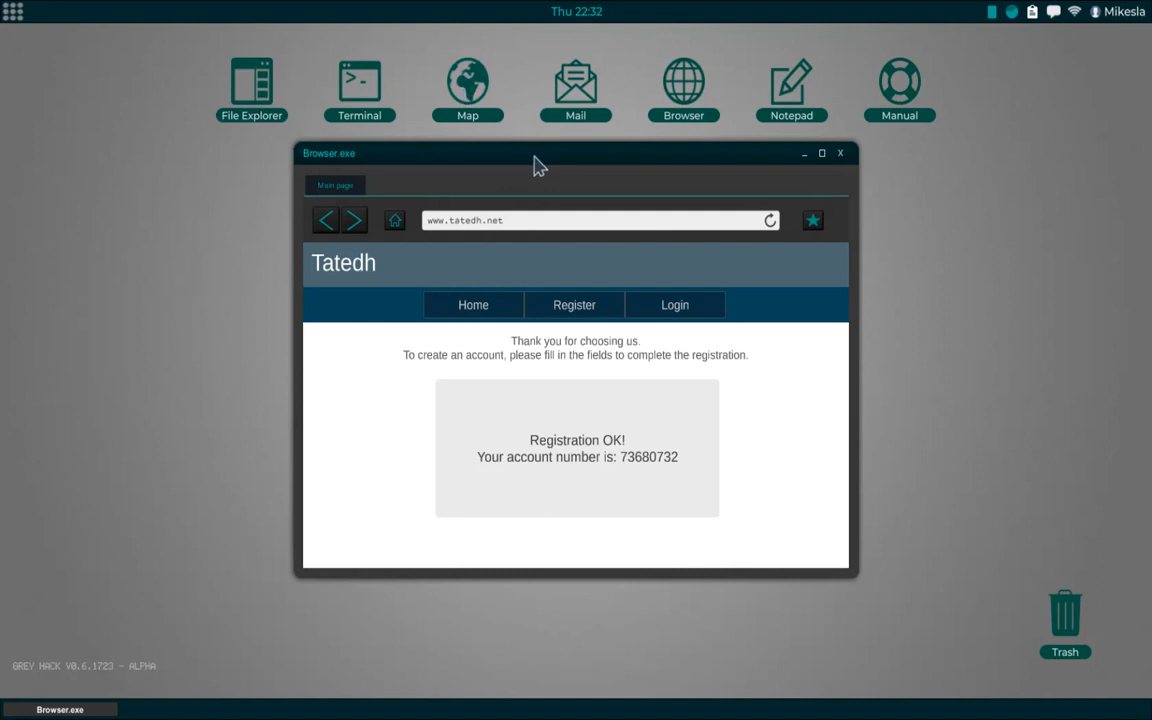 Thu 22:32
Mikesla
File Explorer
Terminal
Map
Mail
Browser
Notepad
Manual
Browser.exe
_ X
Main page
www.tatedh.net
Tatedh
Home
Register
Login
Thank you for choosing us.
To create an account, please fill in the fields to complete the registration.
Registration OK!
Your account number is: 73680732
Trash
GREY HACK V0.6.1723 - ALPHA
Browser.exe